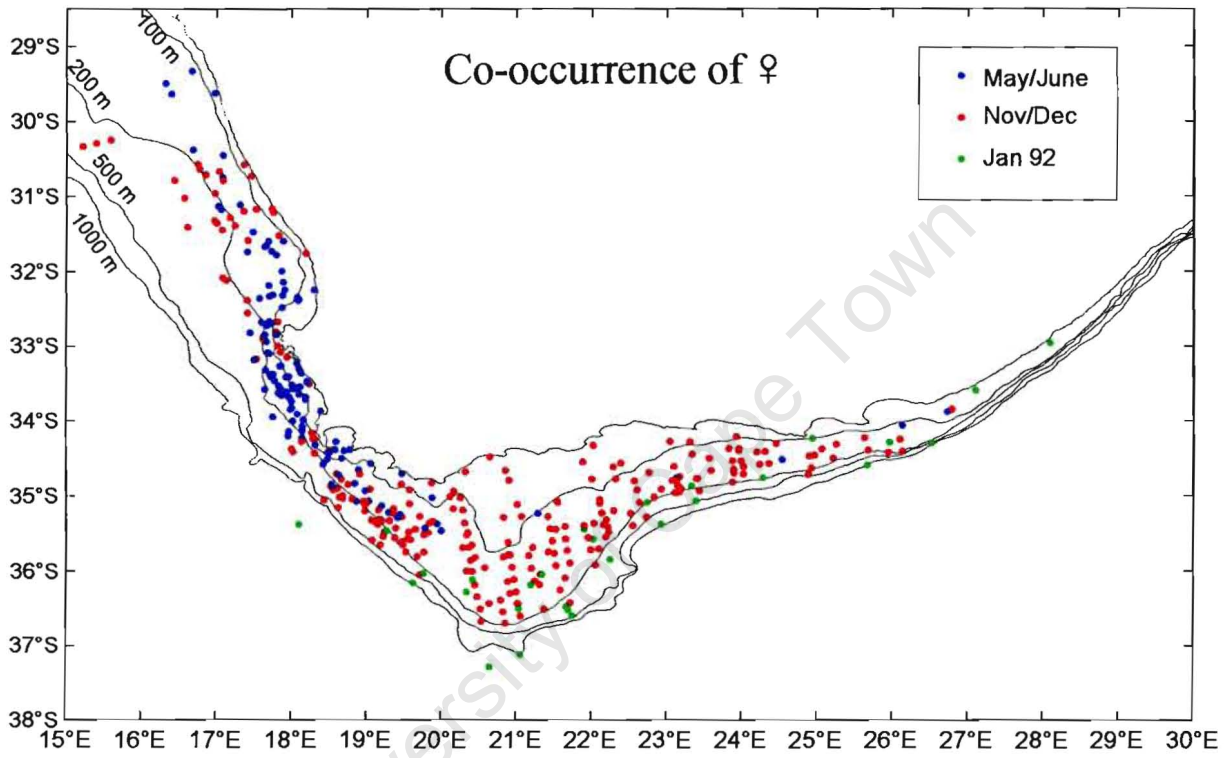 Co-occurrence of ♀
May/June
Nov/Dec
Jan 92
100 m
200 m
500 m
1000 m
29°S
30°S
31°S
32°S
33°S
34°S
35°S
36°S
37°S
38°S
15°E 16°E 17°E 18°E 19°E 20°E 21°E 22°E 23°E 24°E 25°E 26°E 27°E 28°E 29°E 30°E
University of Cape Town